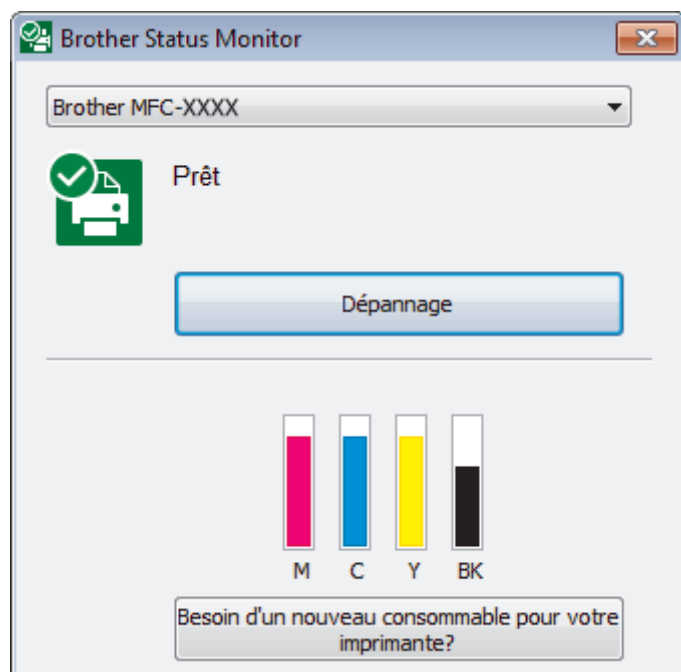 Brother Status Monitor
Brother MFC-XXXX
Prêt
Dépannage
M C Y BK
Besoin d'un nouveau consommable pour votre
imprimante?